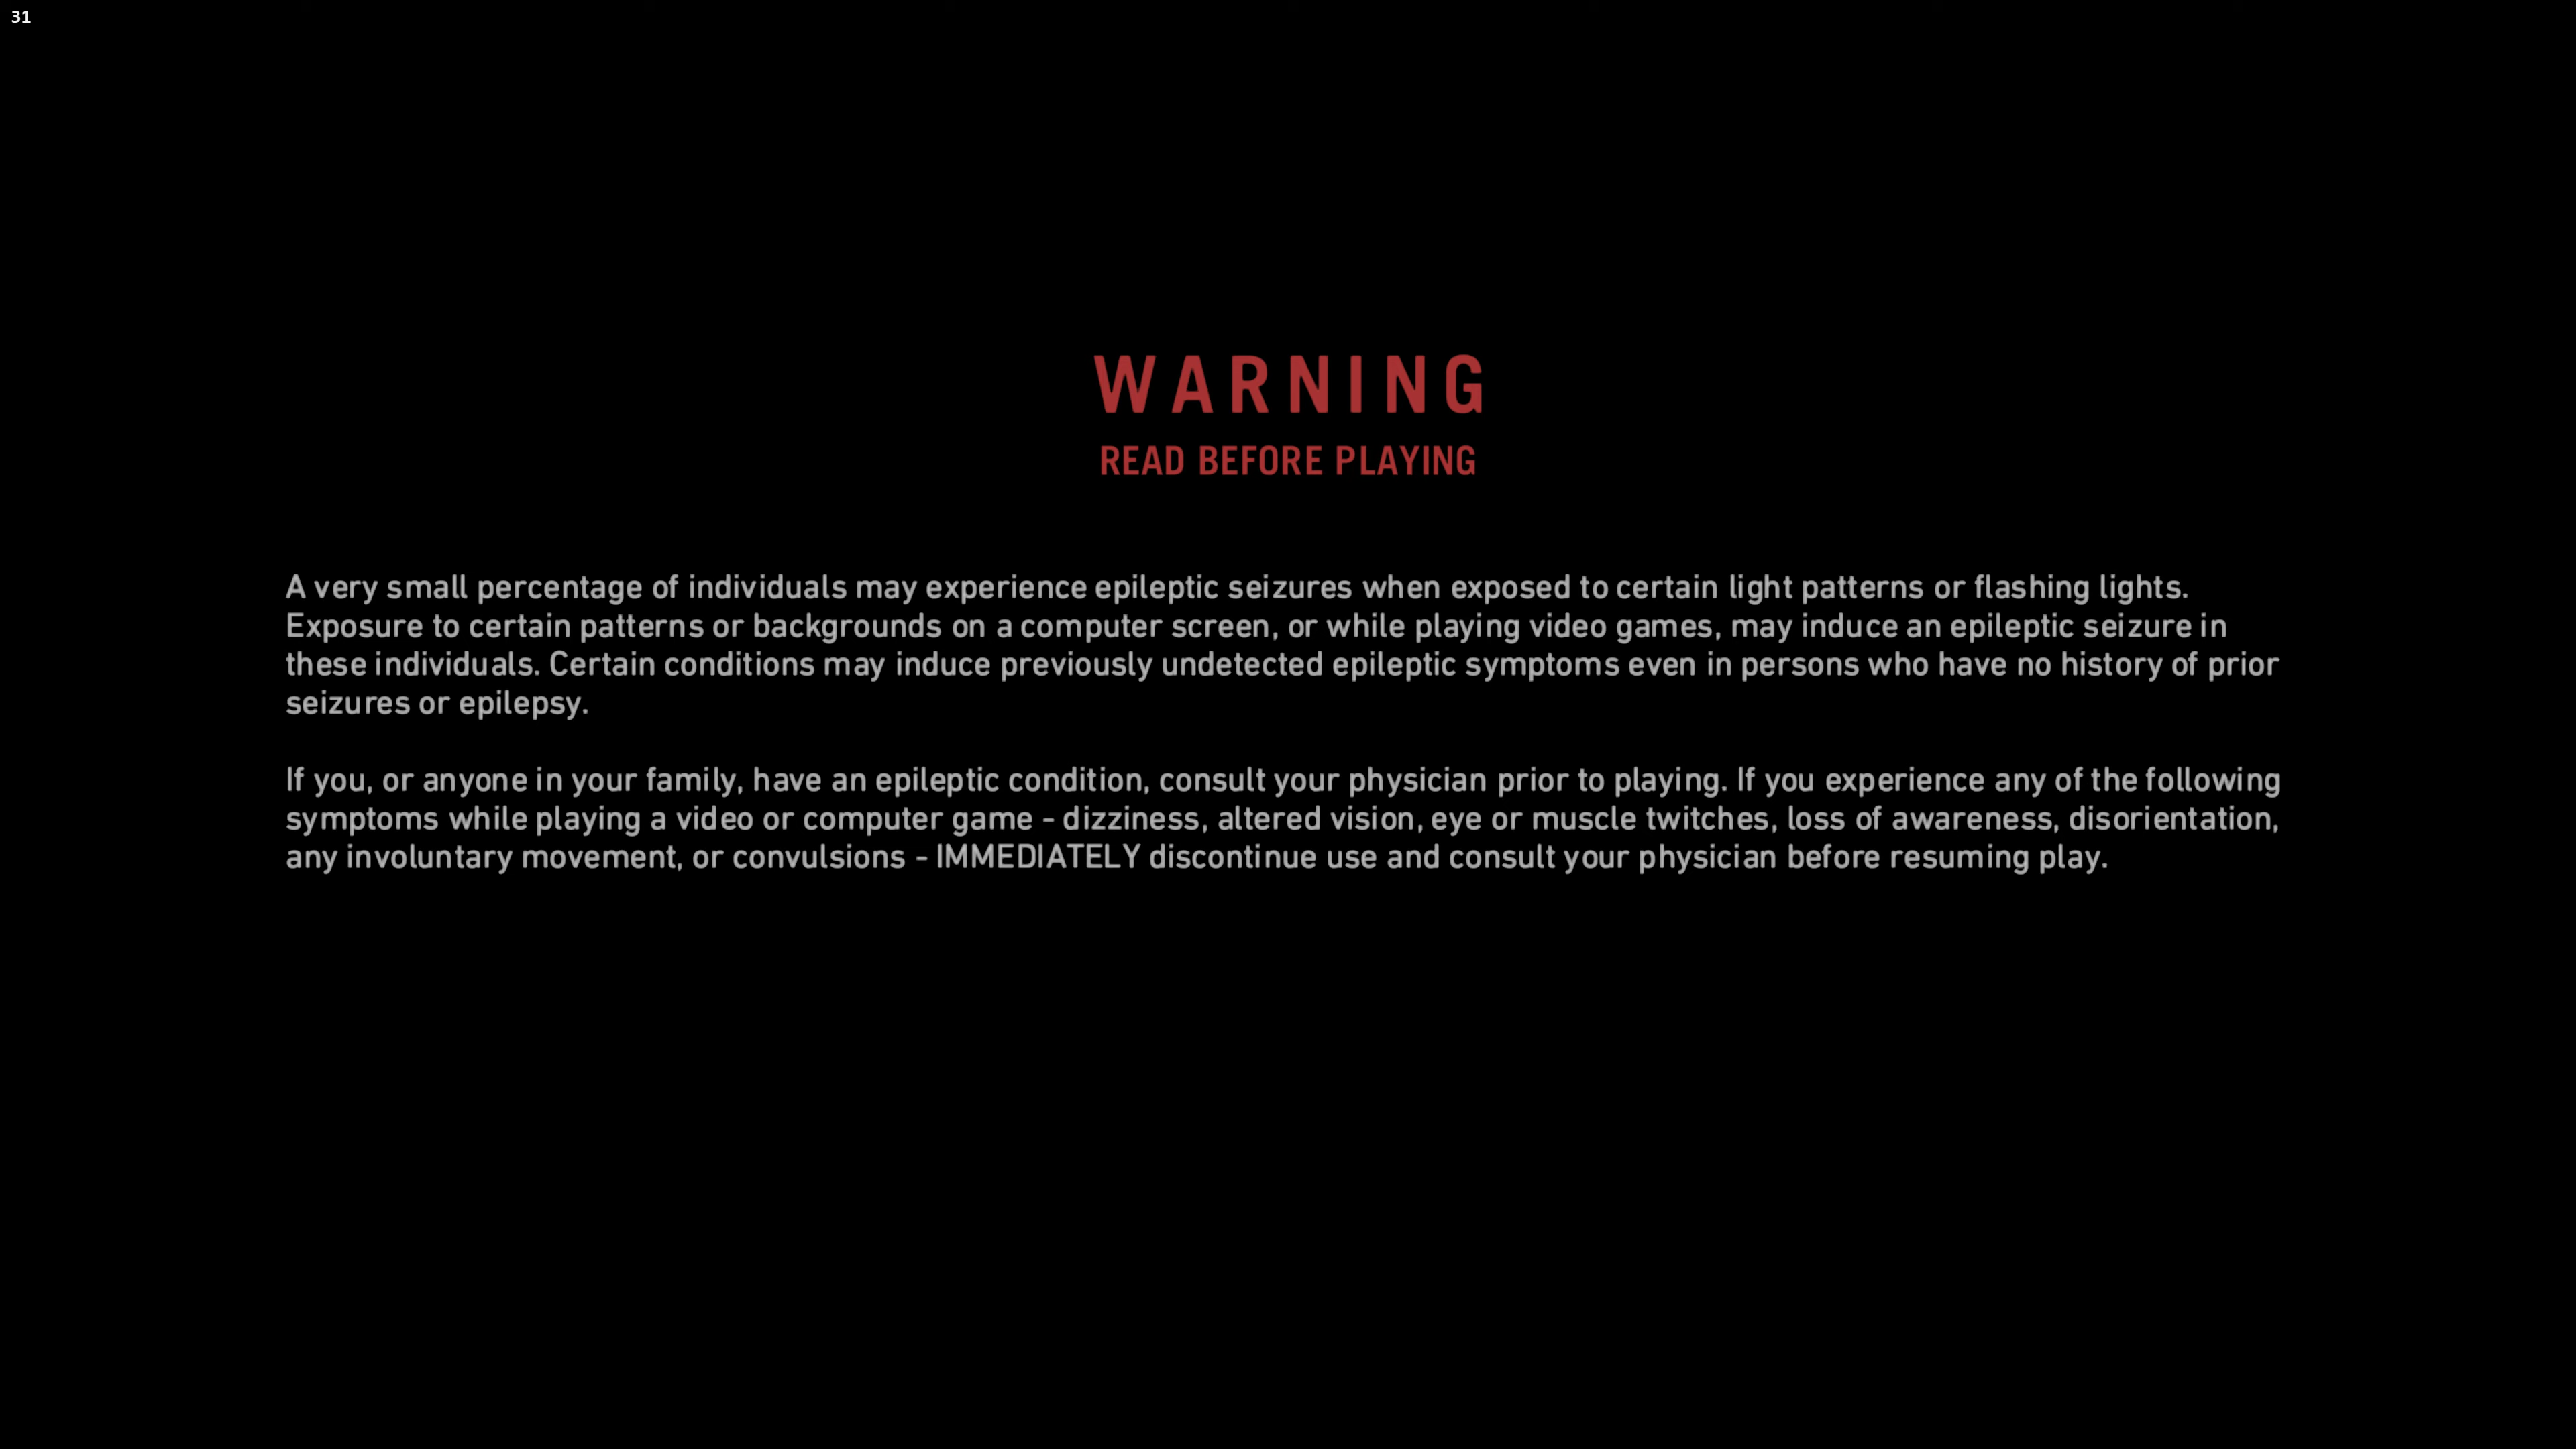 31
WARNING
READ BEFORE PLAYING
A very small percentage of individuals may experience epileptic seizures when exposed to certain light patterns or flashing lights.
Exposure to certain patterns or backgrounds on a computer screen, or while playing video games, may induce an epileptic seizure in
these individuals. Certain conditions may induce previously undetected epileptic symptoms even in persons who have no history of prior
seizures or epilepsy.
If you, or anyone in your family, have an epileptic condition, consult your physician prior to playing. If you experience any of the following
symptoms while playing a video or computer game - dizziness, altered vision, eye or muscle twitches, loss of awareness, disorientation,
any involuntary movement, or convulsions - IMMEDIATELY discontinue use and consult your physician before resuming play.